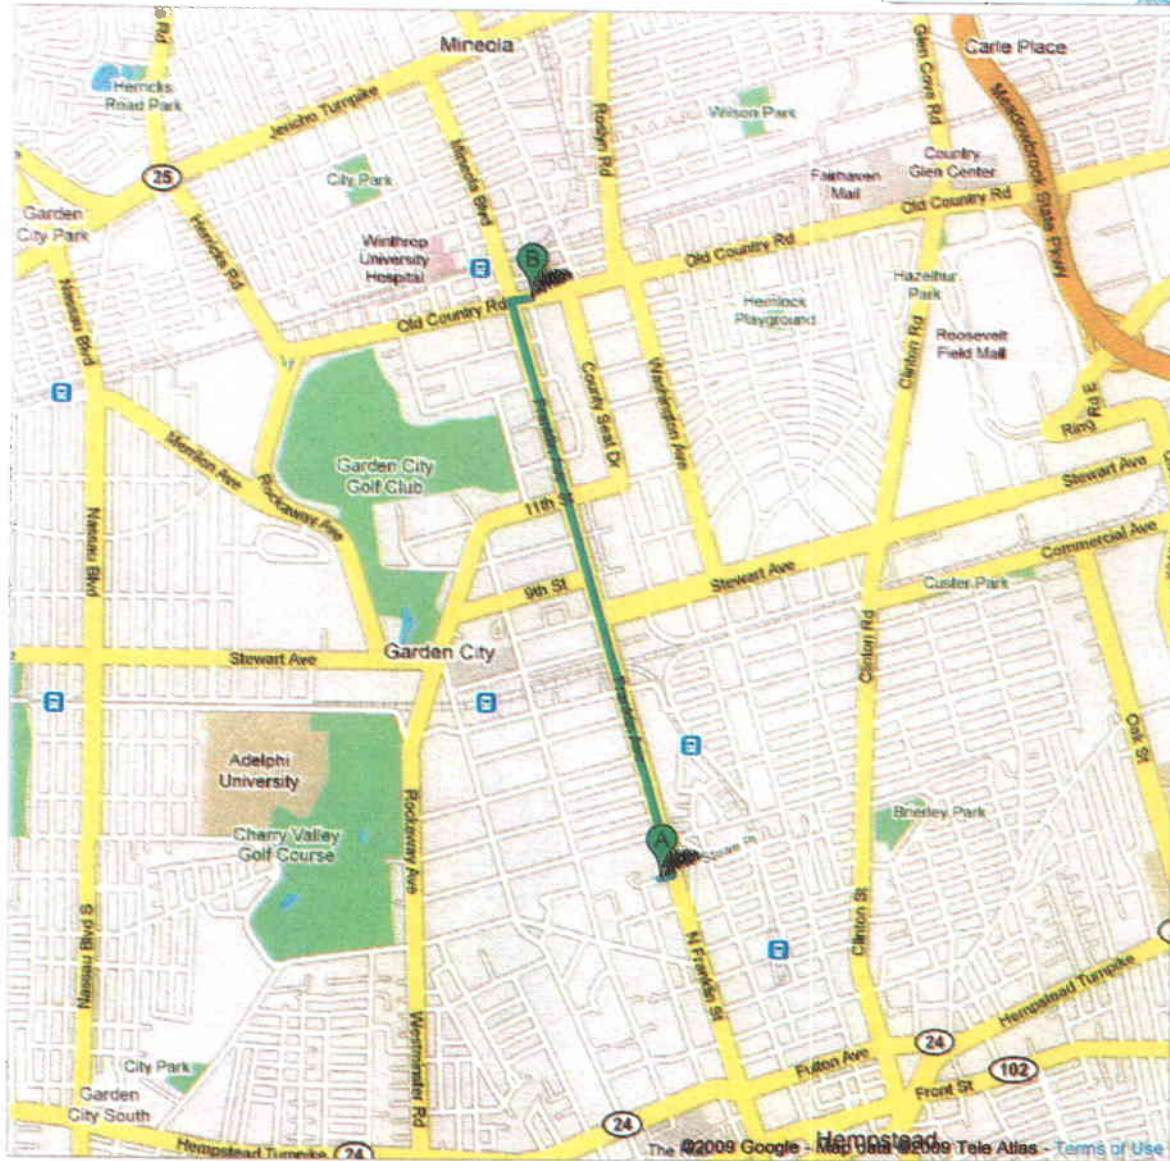 Rd
Mineola
Carle Place
Glen Cove Rd
Meadowbrook State Pkwy
Herricks
Road Park
Jericho Turnpike
Wilson Park
Roslyn Rd
Mineola Blvd
25
City Park
Fairhaven
Mall
Country
Glen Center
Old Country Rd
Garden
City Park
Herricks Rd
Winthrop
University
Hospital
B
Old Country Rd
Nassau Blvd
Old Country Rd
Hemlock
Playground
Hazelhur
Park
Roosevelt
Field Mall
Clinton Rd
County Seat Dr
Washington Ave
Ring Rd E
Merillon Ave
Rockaway Ave
Garden City
Golf Club
11th St
Stewart Ave
Nassau Blvd
Commercial Ave
9th St
Stewart Ave
Custer Park
Clinton Rd
Stewart Ave
Garden City
Franklin Ave
Oak St
Adelphi
University
Cherry Valley
Golf Course
Rockaway Ave
Brierley Park
A
Clinton St
S Nassau Blvd
N Franklin St
Hempstead Turnpike
Westminster Rd
24
City Park
Fulton Ave
102
Front St
Garden
City South
24
Hempstead Turnpike
24
Hempstead
The
©2009 Google - Map data ©2009 Tele Atlas - Terms of Use